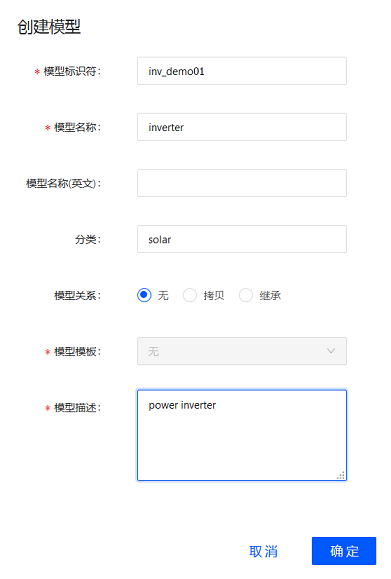 创建模型
* 模型标识符: inv_demo01
* 模型名称: inverter
模型名称(英文):
分类: solar
模型关系: 无 拷贝 继承
* 模型模板: 无
* 模型描述: power inverter
取消 确定